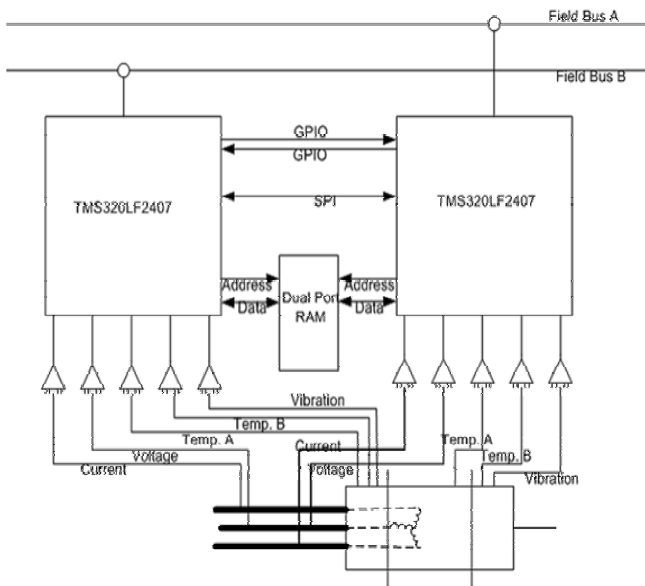 Field Bus A
Field Bus B
GPIO
GPIO
TMS320LF2407
SPI
TMS320LF2407
Address
Data
Dual Port
RAM
Address
Data
Vibration
Temp. B
Temp. A
Voltage
Current
Current
Voltage
Temp. A
Temp. B
Vibration